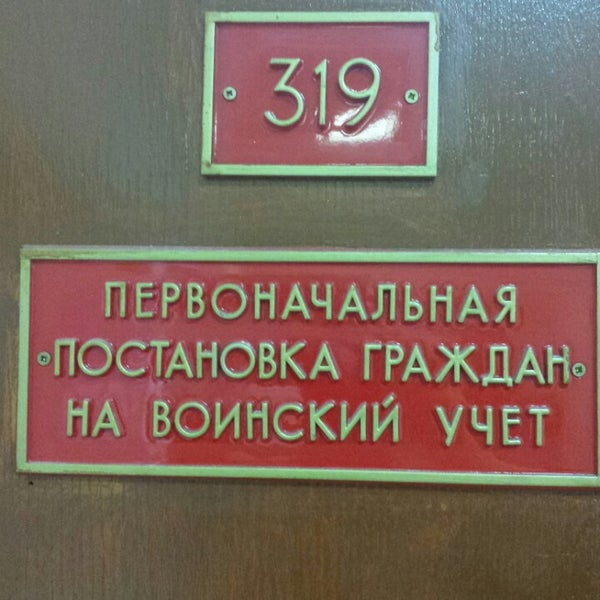 319
ПЕРВОНАЧАЛЬНАЯ
ПОСТАНОВКА ГРАЖДАН
НА ВОИНСКИЙ УЧЕТ